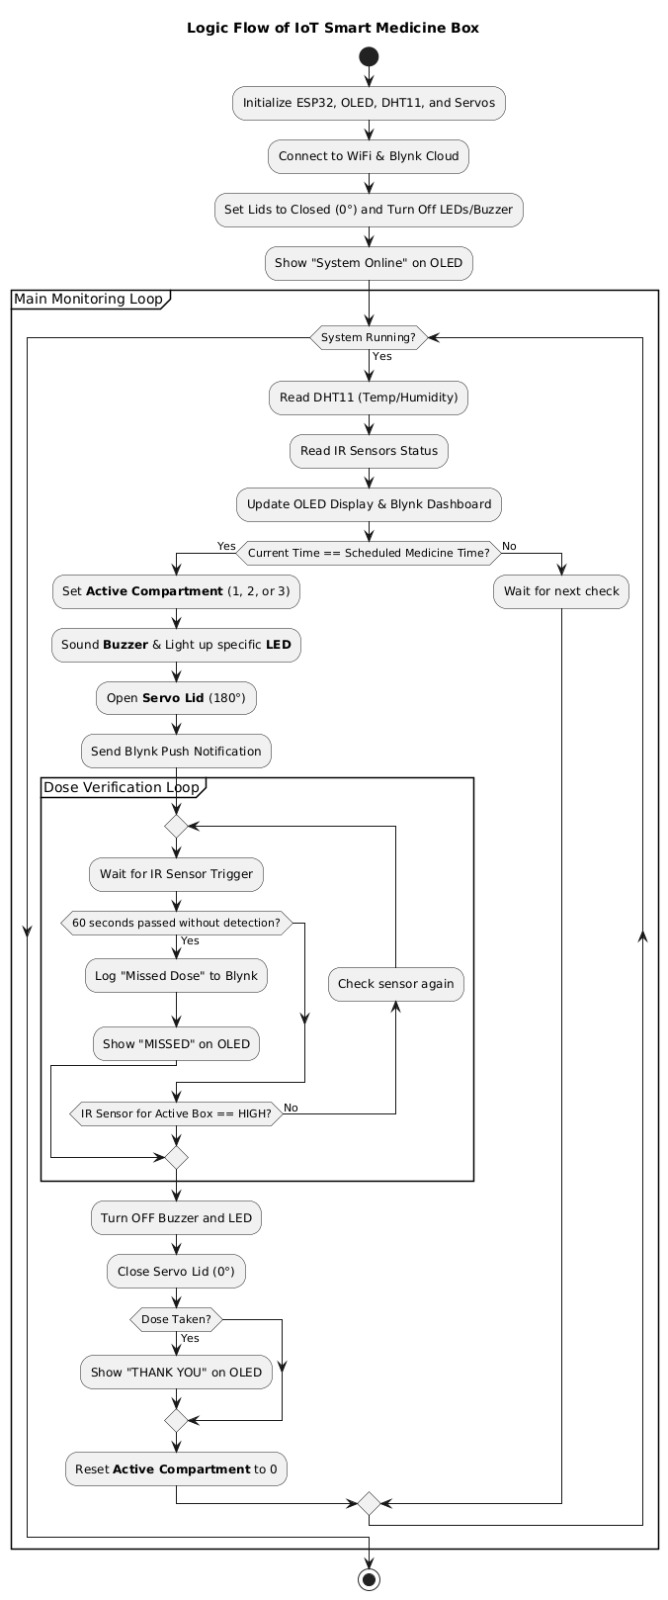 Logic Flow of IoT Smart Medicine Box
Initialize ESP32, OLED, DHT11, and Servos
Connect to WiFi & Blynk Cloud
Set Lids to Closed (0°) and Turn Off LEDs/Buzzer
Show "System Online" on OLED
Main Monitoring Loop
System Running?
Yes
Read DHT11 (Temp/Humidity)
Read IR Sensors Status
Update OLED Display & Blynk Dashboard
Yes
Current Time == Scheduled Medicine Time?
No
Set Active Compartment (1, 2, or 3)
Wait for next check
Sound Buzzer & Light up specific LED
Open Servo Lid (180°)
Send Blynk Push Notification
Dose Verification Loop
Wait for IR Sensor Trigger
60 seconds passed without detection?
Yes
Log "Missed Dose" to Blynk
Check sensor again
Show "MISSED" on OLED
IR Sensor for Active Box == HIGH?
No
Turn OFF Buzzer and LED
Close Servo Lid (0°)
Dose Taken?
Yes
Show "THANK YOU" on OLED
Reset Active Compartment to 0